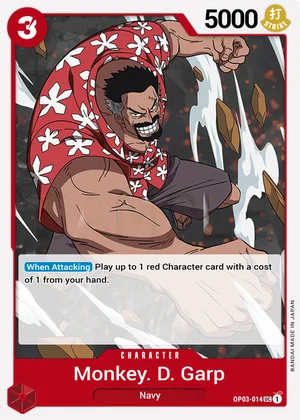 3
5000
打
STRIKE
When Attacking Play up to 1 red Character card with a cost
of 1 from your hand.
BANDAI MADE IN JAPAN
CHARACTER
Monkey. D. Garp
Navy
OP03-014 UC 1